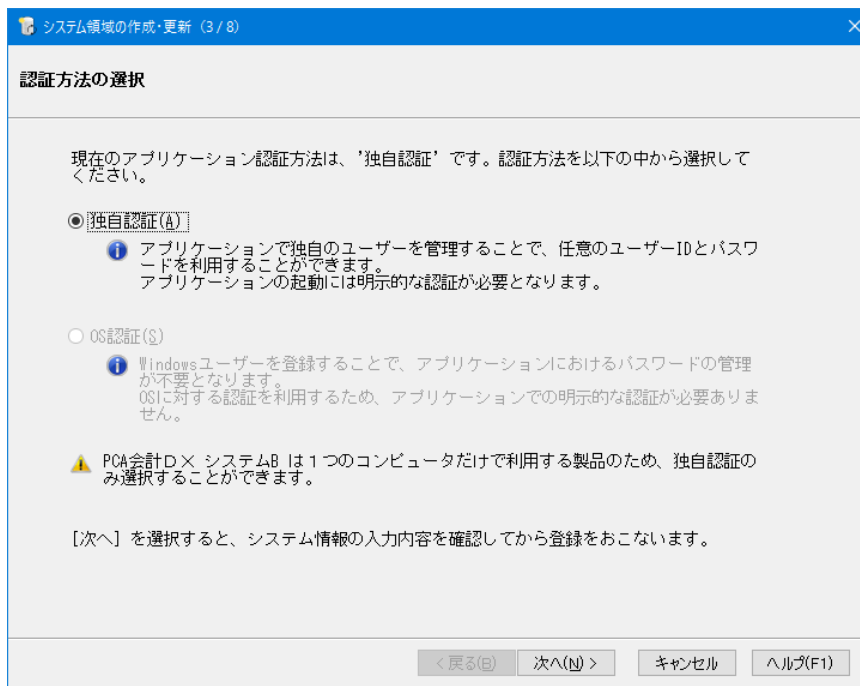 システム領域の作成・更新 (3 / 8)
認証方法の選択
現在のアプリケーション認証方法は、'独自認証' です。認証方法を以下の中から選択して
ください。
独自認証(A)
アプリケーションで独自のユーザーを管理することで、任意のユーザーIDとパスワ
ードを利用することができます。
アプリケーションの起動には明示的な認証が必要となります。
OS認証(S)
Windowsユーザーを登録することで、アプリケーションにおけるパスワードの管理
が不要となります。
OSに対する認証を利用するため、アプリケーションでの明示的な認証が必要ありま
せん。
PCA会計DX システムB は1つのコンピュータだけで利用する製品のため、独自認証の
み選択することができます。
[次へ] を選択すると、システム情報の入力内容を確認してから登録をおこないます。
< 戻る(B) 次へ(N) > キャンセル ヘルプ(F1)